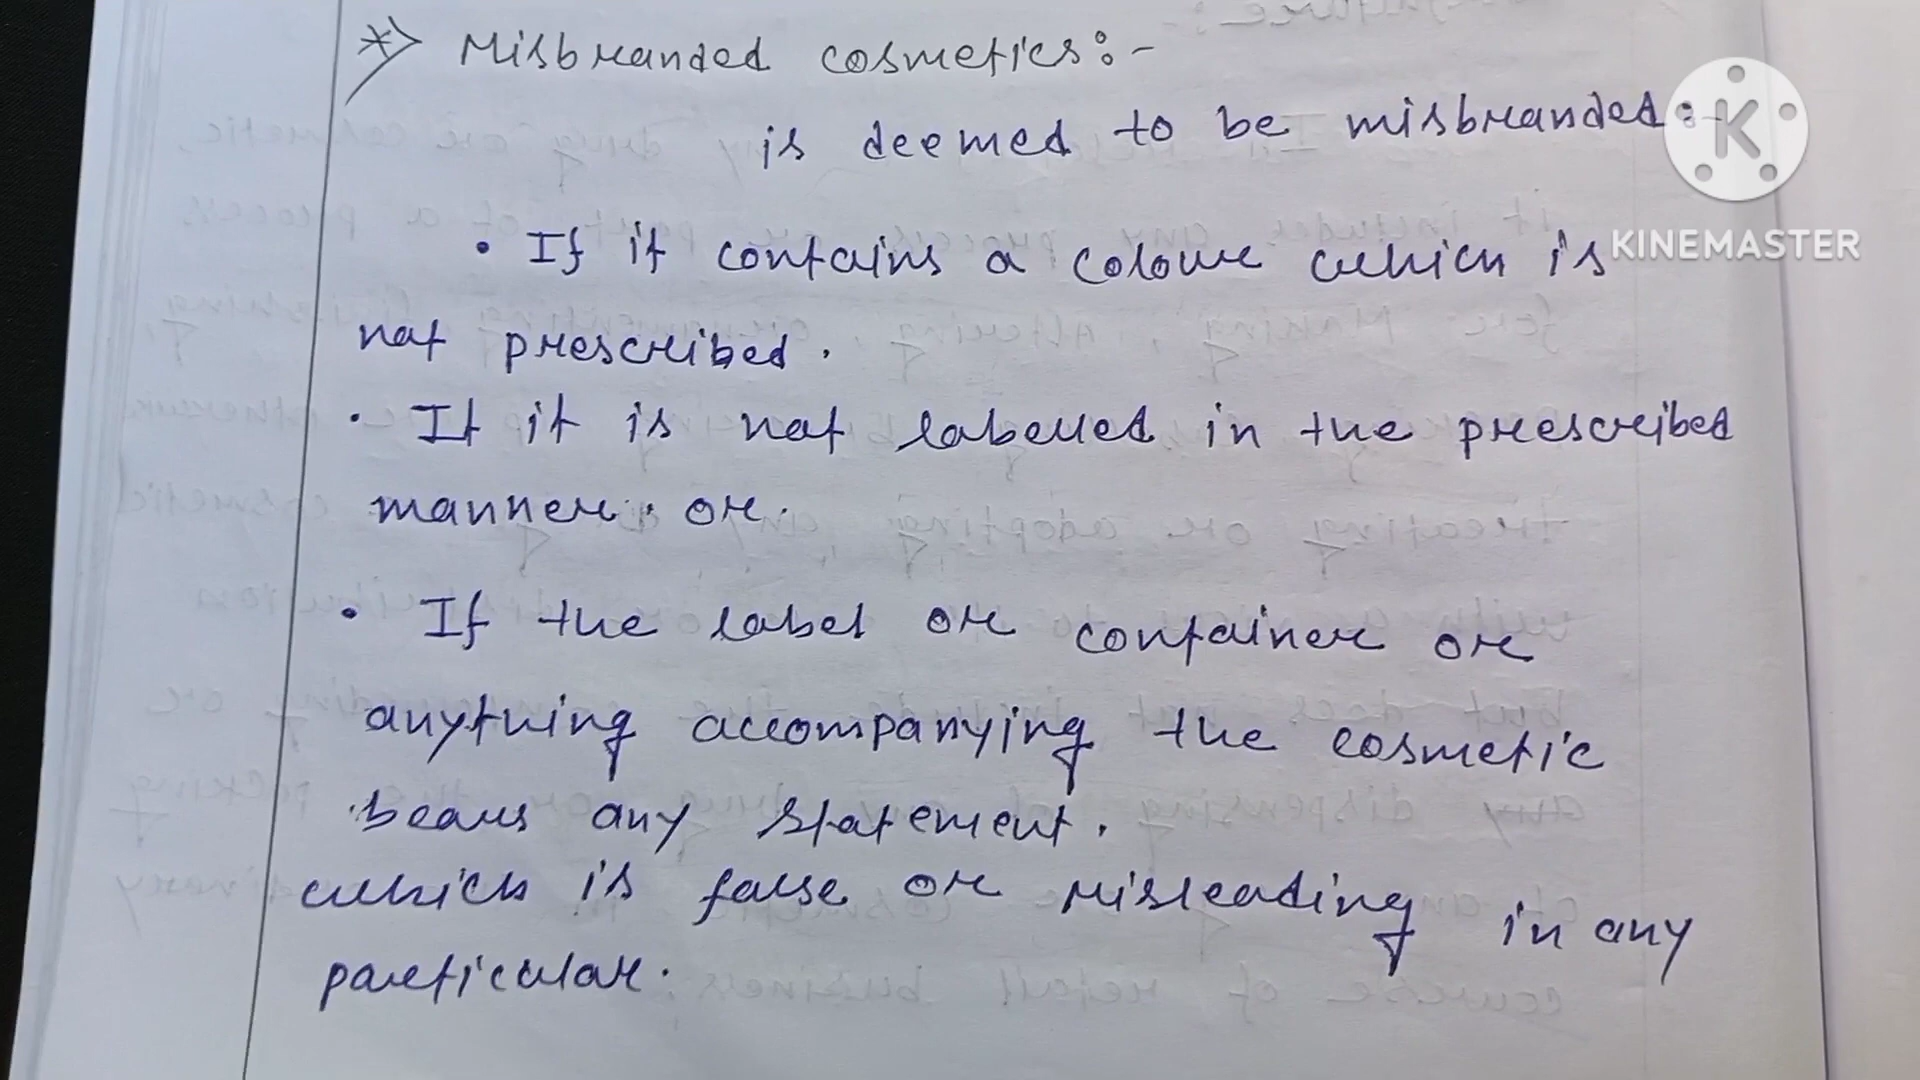 Misbranded cosmetics:-
is deemed to be misbranded:-
• If it contains a colour which is
not prescribed.
• If it is not labelled in the prescribed
manner. or.
• If the label or container or
anything accompanying the cosmetic
bears any statement.
which is false or misleading in any
particular.
K
KINEMASTER